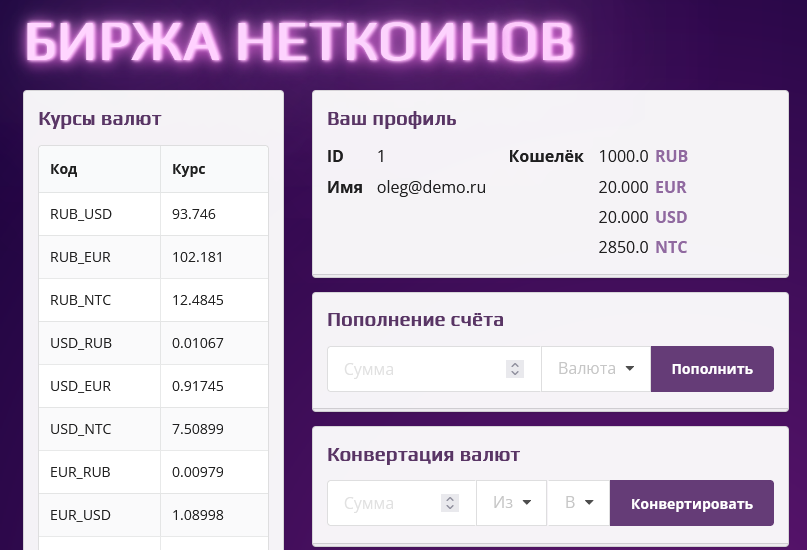 БИРЖА НЕТКОИНОВ
Курсы валют
Код Курс
RUB_USD 93.746
RUB_EUR 102.181
RUB_NTC 12.4845
USD_RUB 0.01067
USD_EUR 0.91745
USD_NTC 7.50899
EUR_RUB 0.00979
EUR_USD 1.08998
Ваш профиль
ID 1 Кошелёк 1000.0 RUB
Имя oleg@demo.ru 20.000 EUR
20.000 USD
2850.0 NTC
Пополнение счёта
Сумма Валюта Пополнить
Конвертация валют
Сумма Из В Конвертировать